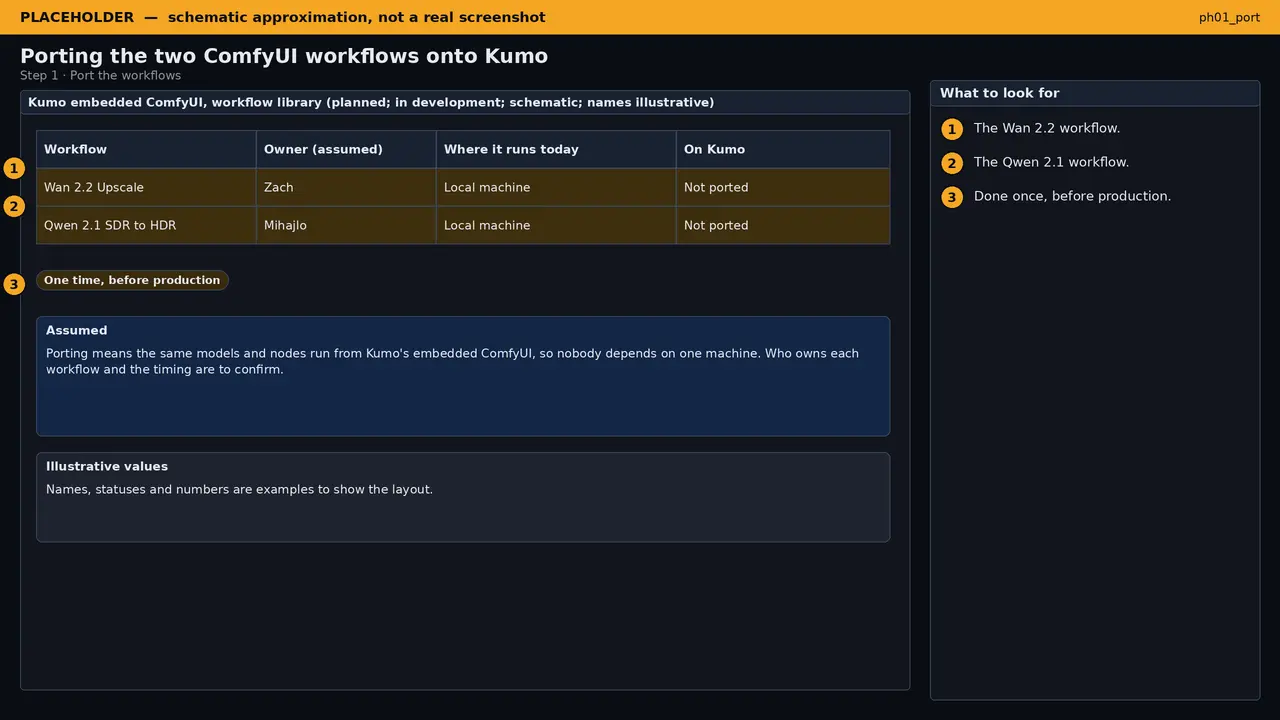 PLACEHOLDER — schematic approximation, not a real screenshot
ph01_port
Porting the two ComfyUI workflows onto Kumo
Step 1 · Port the workflows
Kumo embedded ComfyUI, workflow library (planned; in development; schematic; names illustrative)
Workflow Owner (assumed) Where it runs today On Kumo
1
Wan 2.2 Upscale Zach Local machine Not ported
2
Qwen 2.1 SDR to HDR Mihajlo Local machine Not ported
3 One time, before production
Assumed
Porting means the same models and nodes run from Kumo's embedded ComfyUI, so nobody depends on one machine. Who owns each
workflow and the timing are to confirm.
Illustrative values
Names, statuses and numbers are examples to show the layout.
What to look for
1 The Wan 2.2 workflow.
2 The Qwen 2.1 workflow.
3 Done once, before production.